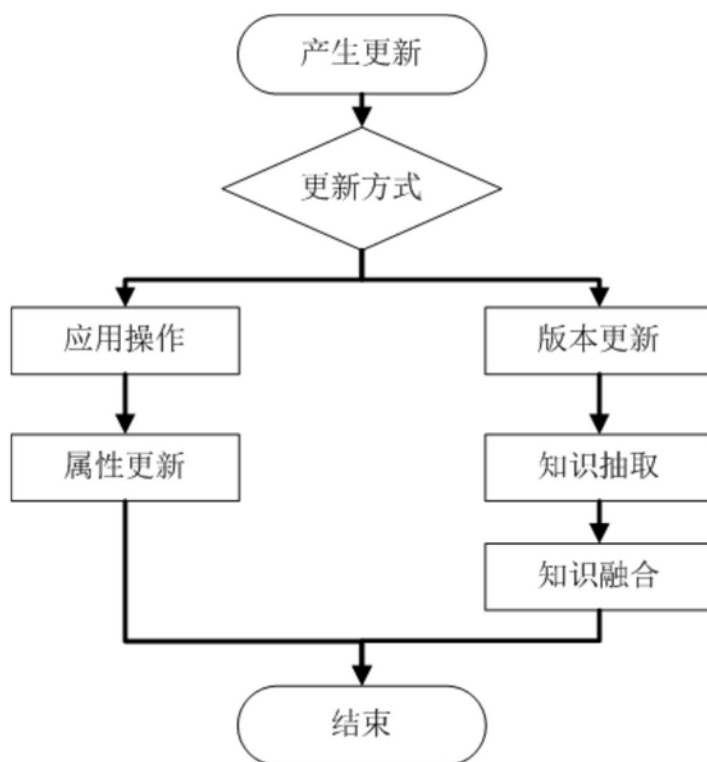 产生更新
更新方式
应用操作
版本更新
属性更新
知识抽取
知识融合
结束